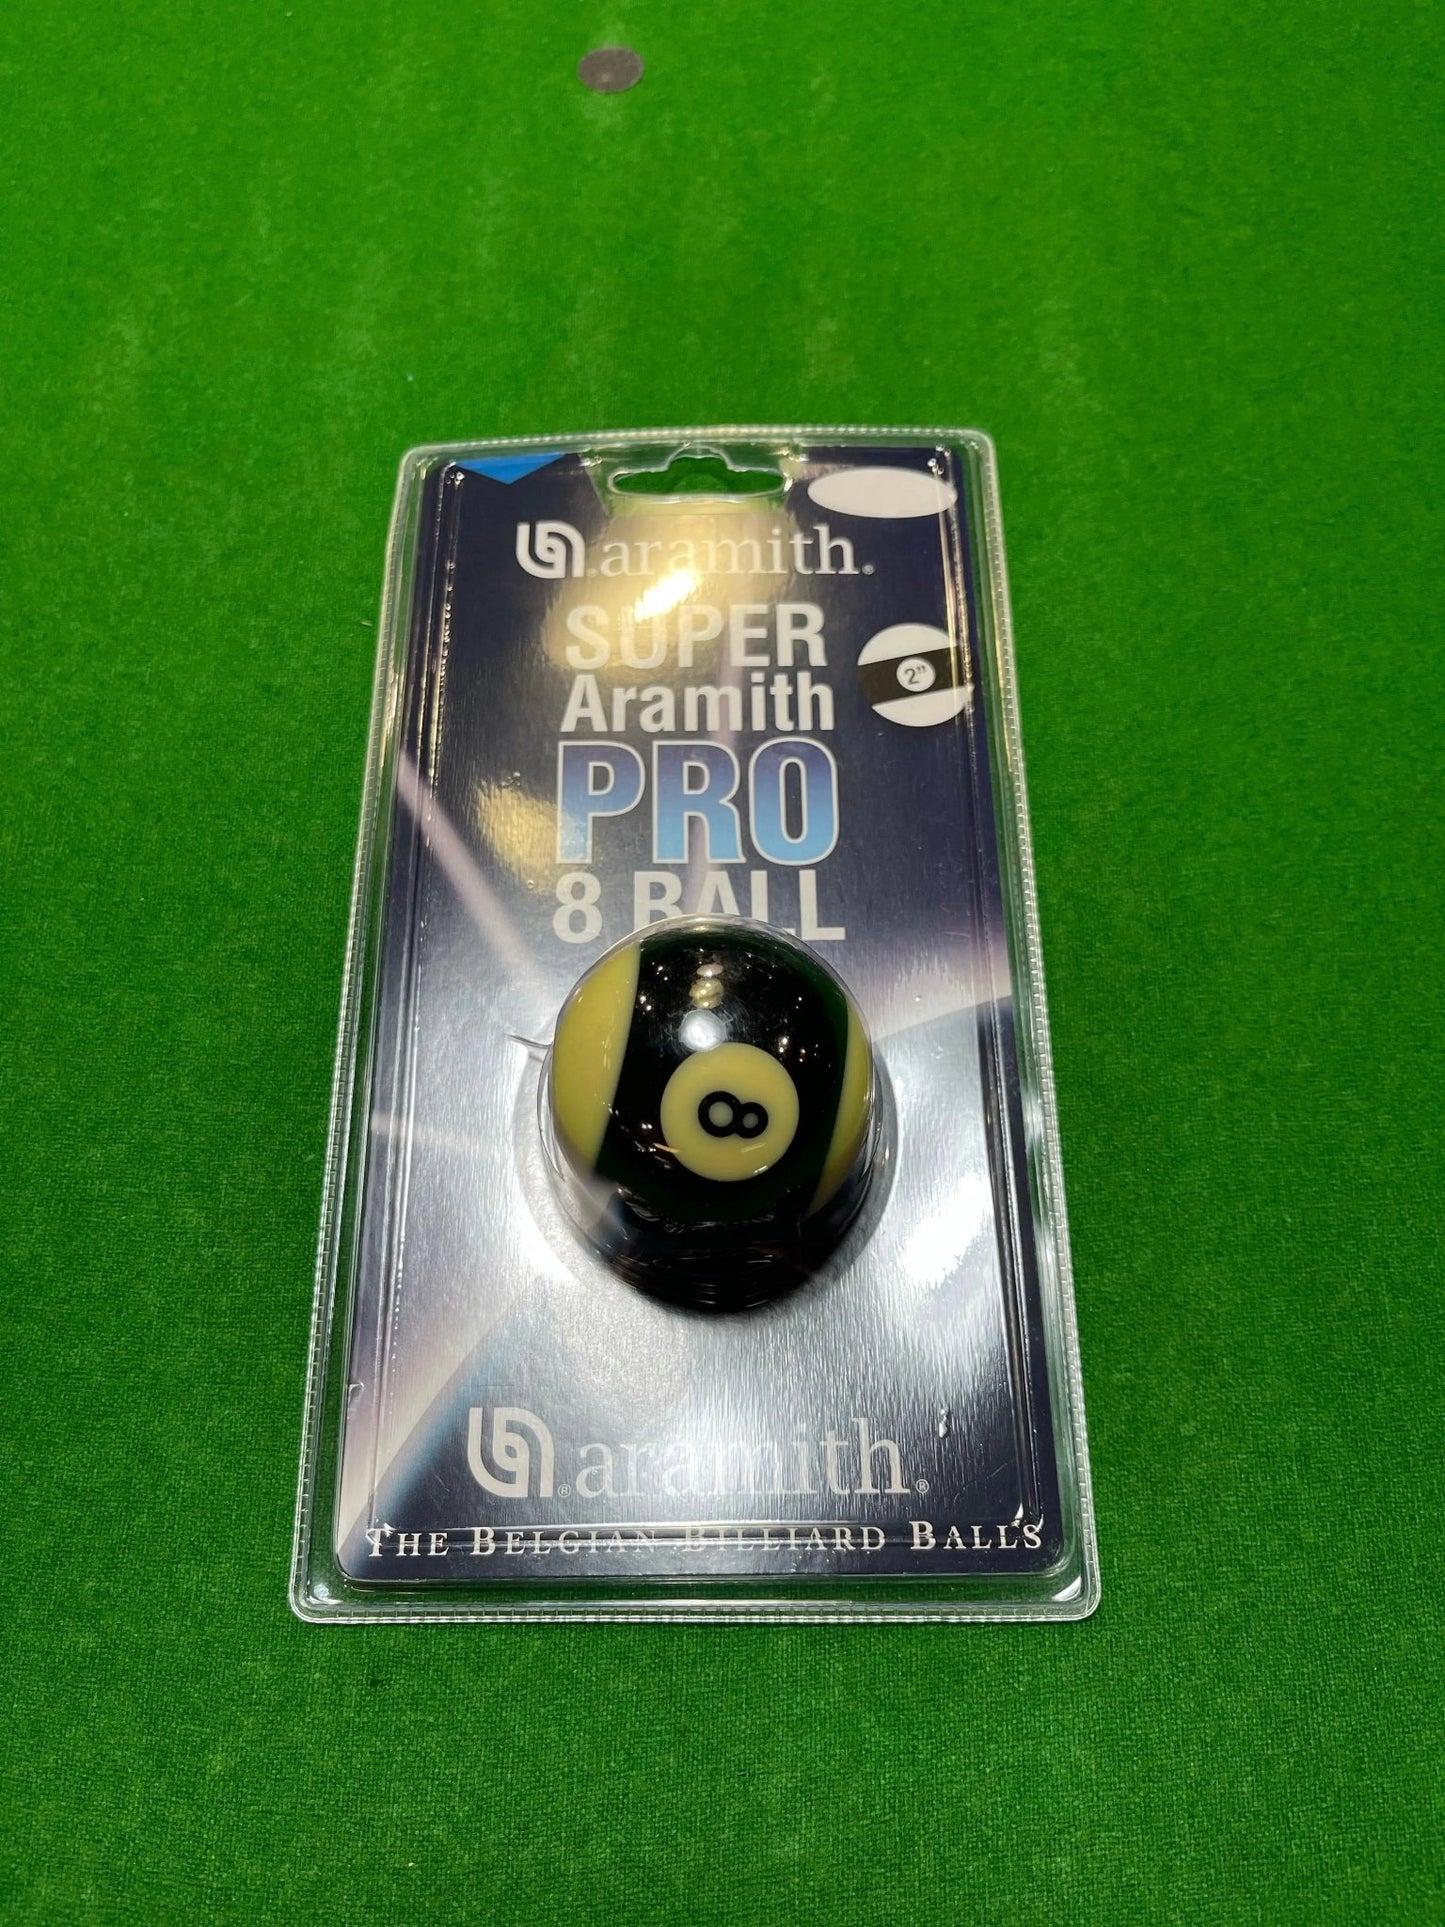 aramith®
SUPER
Aramith
PRO
8 BALL
2"
8
® aramith®
THE BELGIAN BILLIARD BALLS